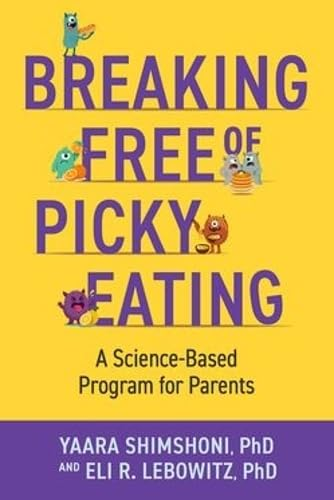 BREAKING
FREE OF
PICKY
EATING
A Science-Based
Program for Parents
YAARA SHIMSHONI, PhD
AND ELI R. LEBOWITZ, PhD